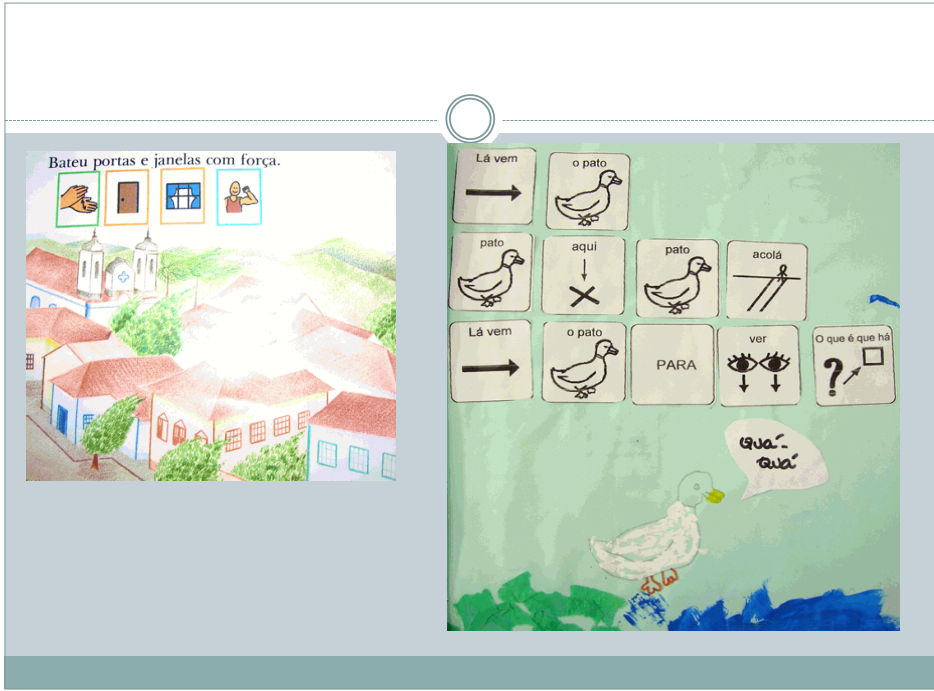 Bateu portas e janelas com força.
Lá vem o pato
pato aqui pato acolá
Lá vem o pato PARA ver O que é que há
quá-
quá